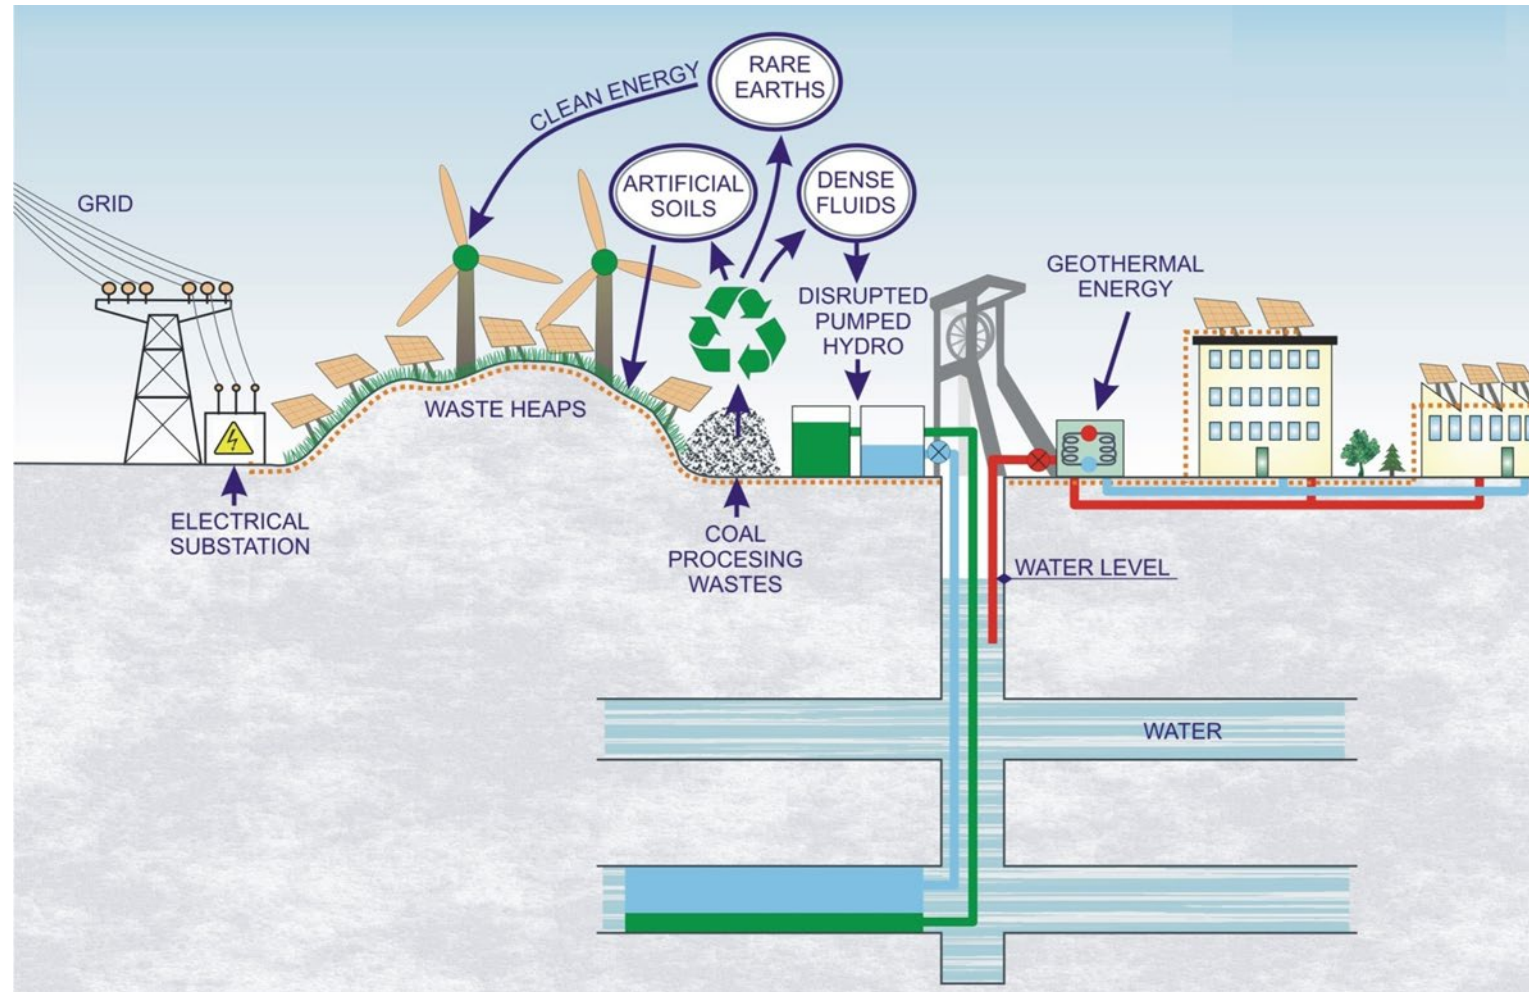 RARE
EARTHS
CLEAN ENERGY
ARTIFICIAL
SOILS
DENSE
FLUIDS
GRID
GEOTHERMAL
ENERGY
DISRUPTED
PUMPED
HYDRO
WASTE HEAPS
ELECTRICAL
SUBSTATION
COAL
PROCESING
WASTES
WATER LEVEL
WATER